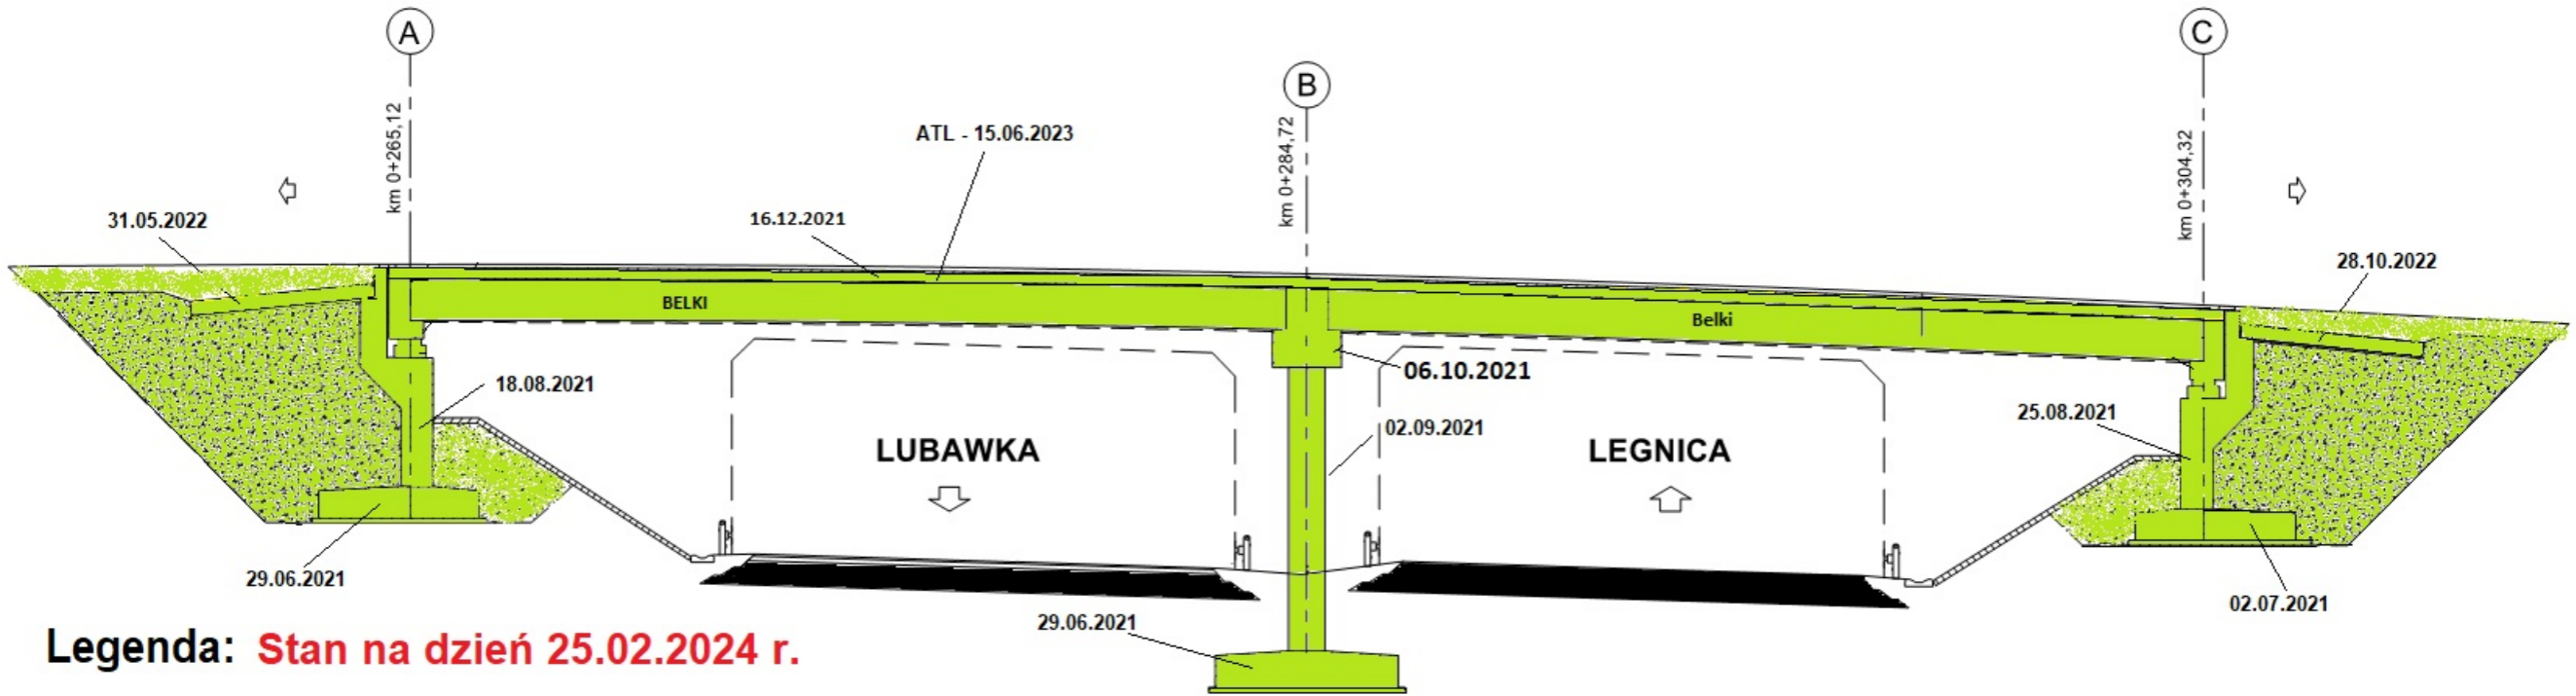 A
B
C
km 0+265,12
km 0+284,72
km 0+304,32
ATL - 15.06.2023
31.05.2022
16.12.2021
28.10.2022
BELKI
Belki
06.10.2021
18.08.2021
25.08.2021
02.09.2021
LUBAWKA
LEGNICA
29.06.2021
02.07.2021
29.06.2021
Legenda: Stan na dzień 25.02.2024 r.